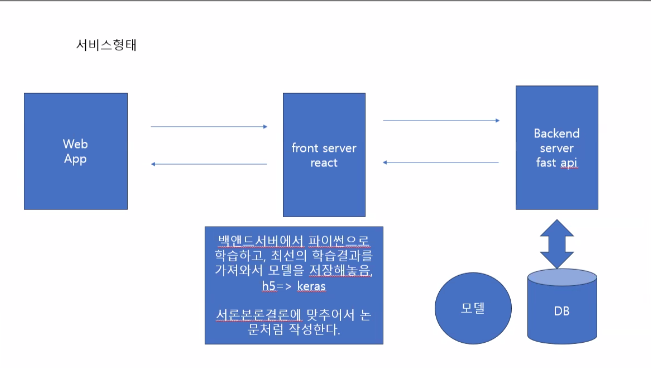 서비스형태
Web
App
front server
react
Backend
server
fast api
백앤드서버에서 파이썬으로
학습하고, 최선의 학습결과를
가져와서 모델을 저장해놓음,
h5=> keras
서론본론결론에 맞추이서 논
문처럼 작성한다.
모델
DB